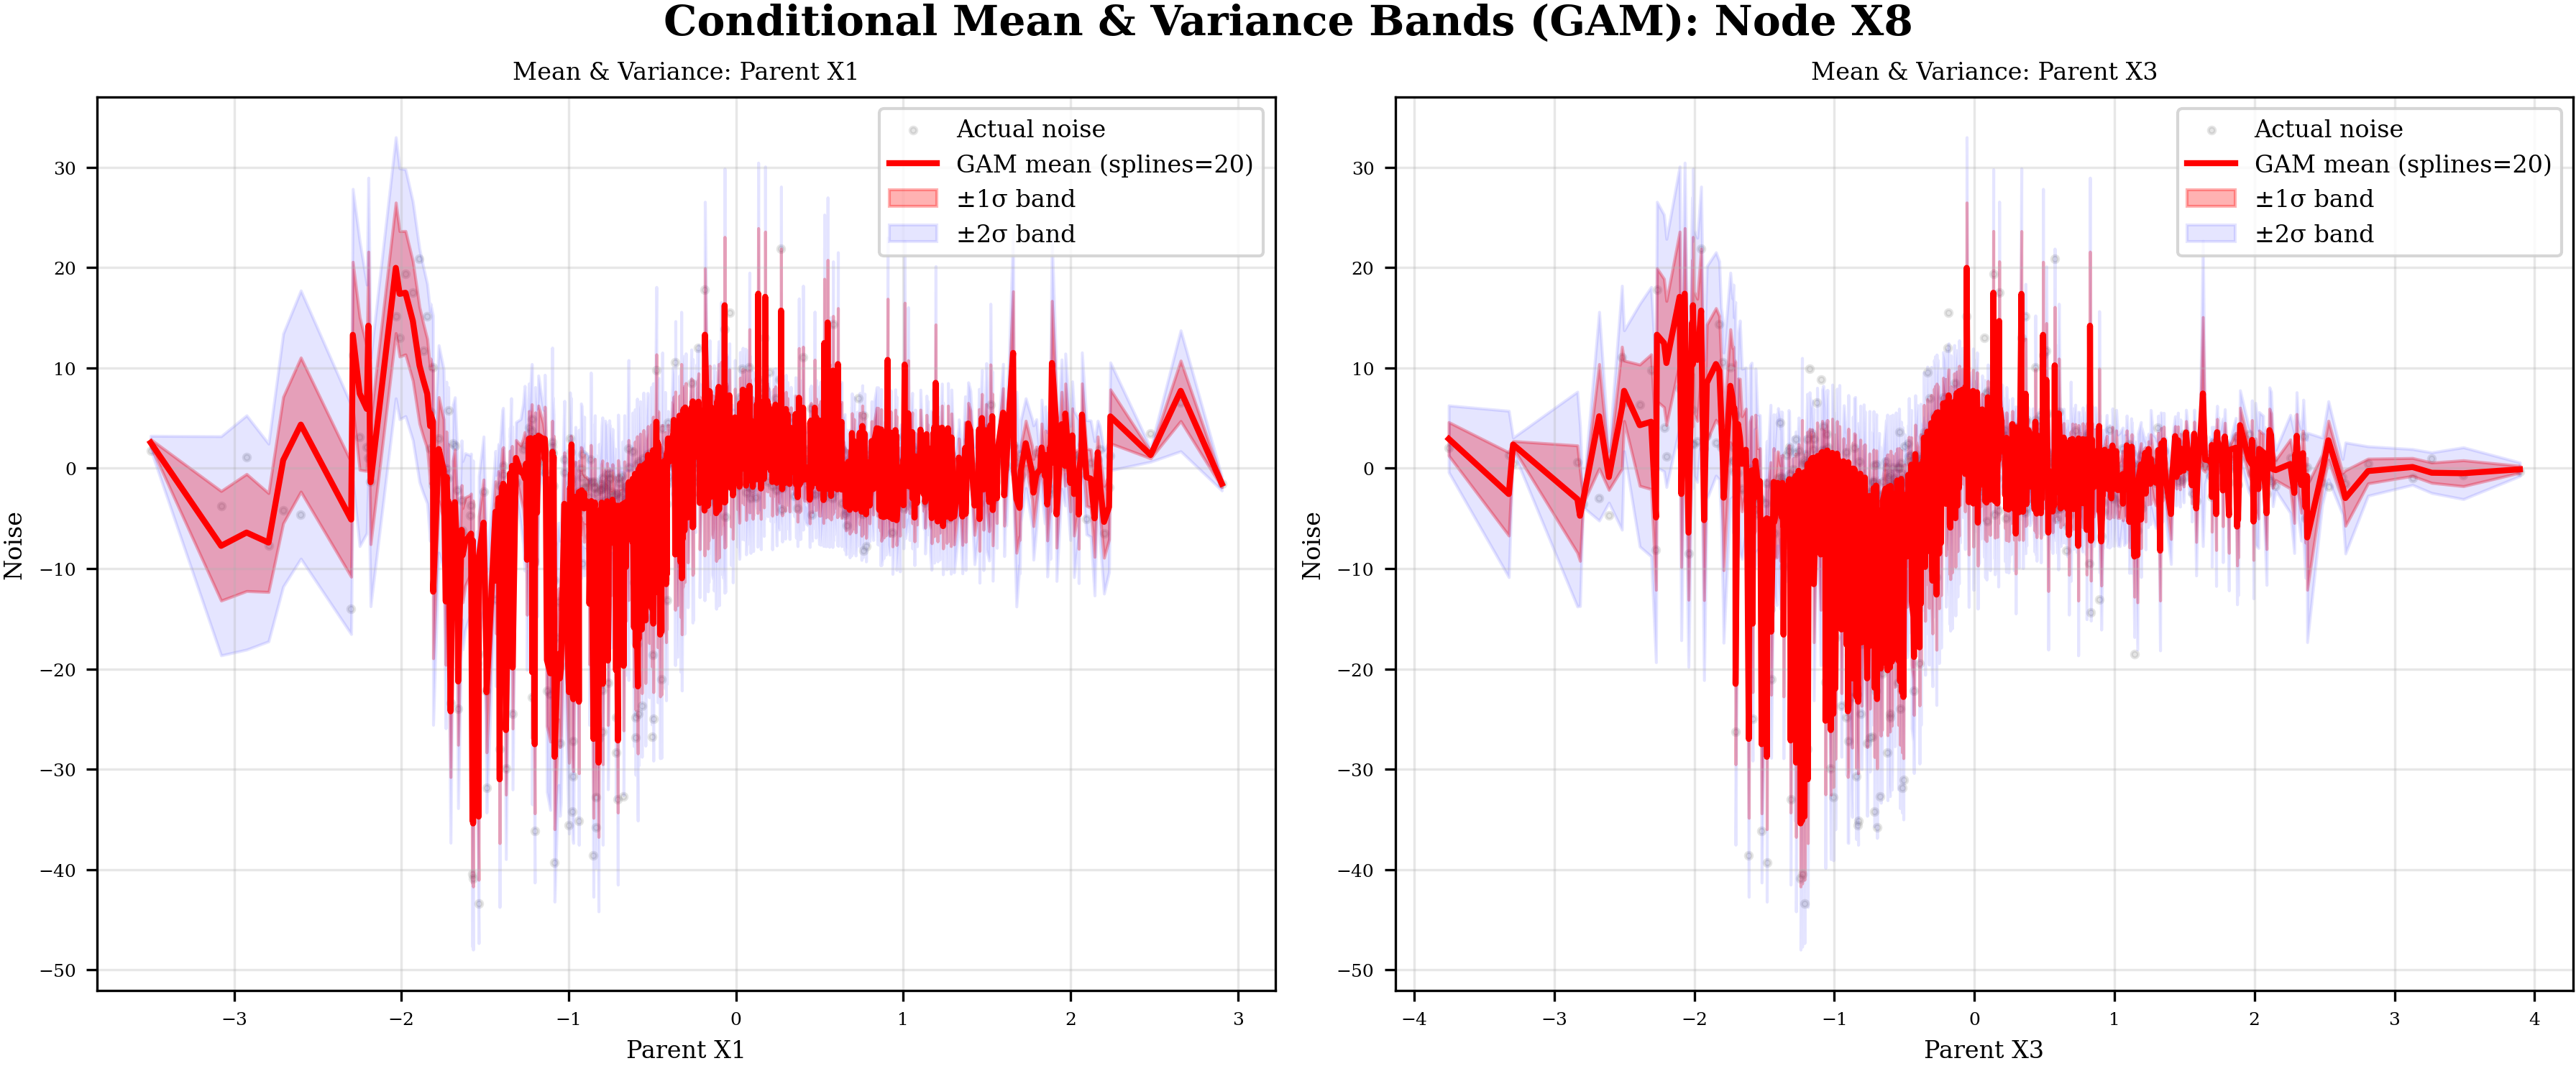 Conditional Mean & Variance Bands (GAM): Node X8
Mean & Variance: Parent X1
Actual noise
GAM mean (splines=20)
±1σ band
±2σ band
Noise
30
20
10
0
−10
−20
−30
−40
−50
−3
−2
−1
0
1
2
3
Parent X1
Mean & Variance: Parent X3
Actual noise
GAM mean (splines=20)
±1σ band
±2σ band
Noise
30
20
10
0
−10
−20
−30
−40
−50
−4
−3
−2
−1
0
1
2
3
4
Parent X3